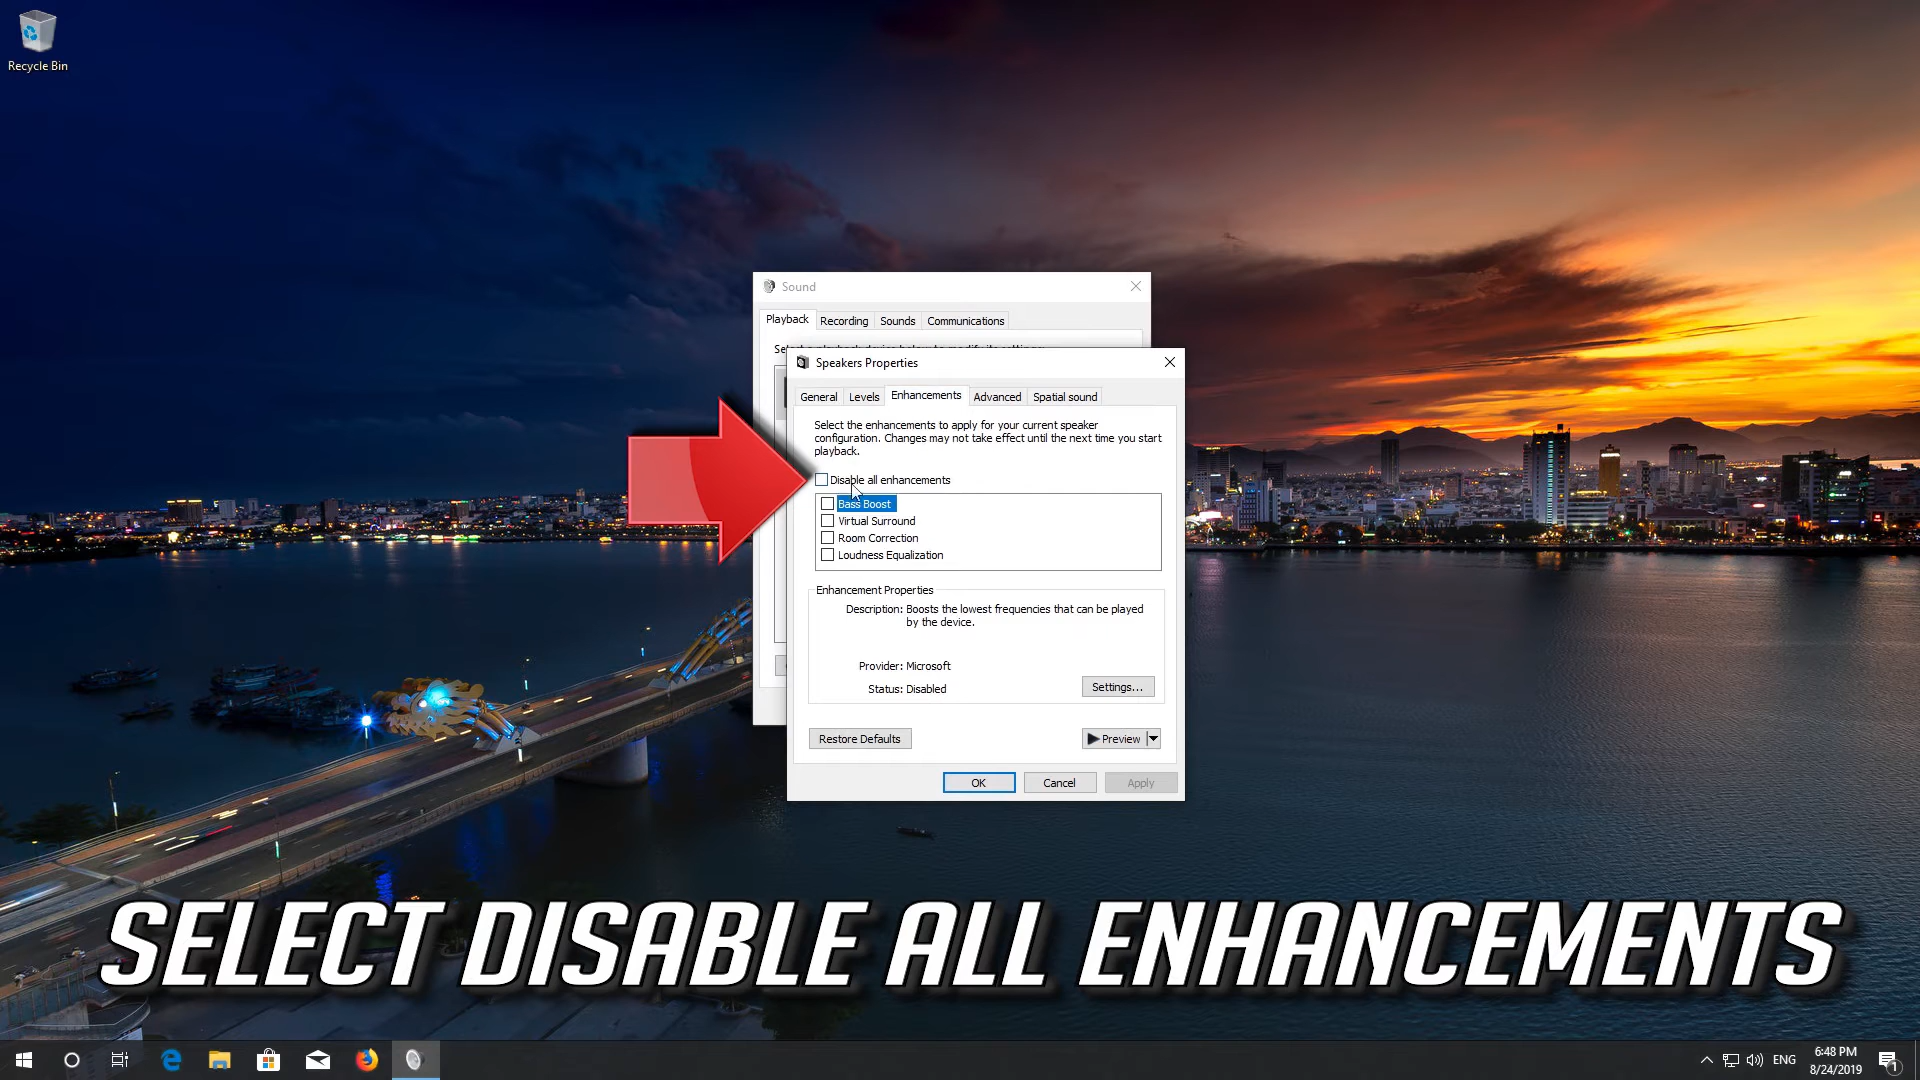 Recycle Bin
Sound
Playback Recording Sounds Communications
Speakers Properties
General Levels Enhancements Advanced Spatial sound
Select the enhancements to apply for your current speaker
configuration. Changes may not take effect until the next time you start
playback.
Disable all enhancements
Bass Boost
Virtual Surround
Room Correction
Loudness Equalization
Enhancement Properties
Description: Boosts the lowest frequencies that can be played
by the device.
Provider: Microsoft
Status: Disabled
Settings...
Restore Defaults
Preview
OK Cancel Apply
SELECT DISABLE ALL ENHANCEMENTS
ENG
6:48 PM
8/24/2019
1